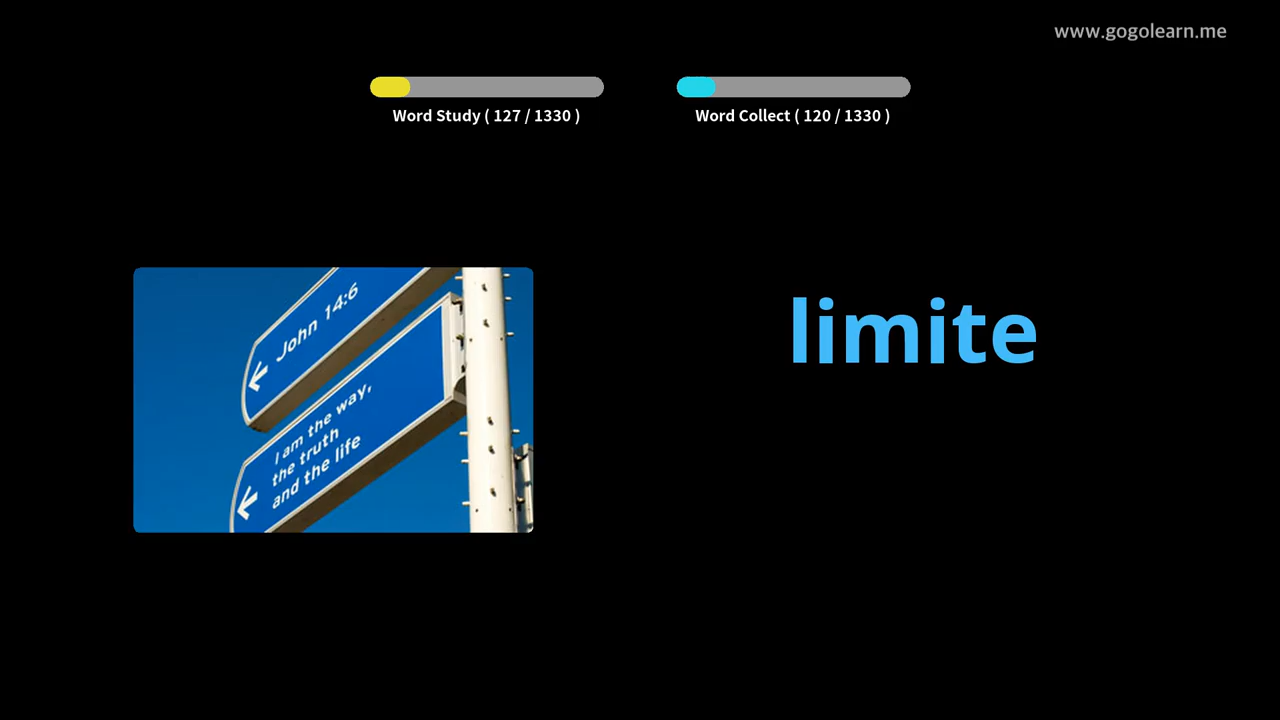 www.gogolearn.me
Word Study ( 127 / 1330 )
Word Collect ( 120 / 1330 )
John 14:6
I am the way,
the truth
and the life
limite